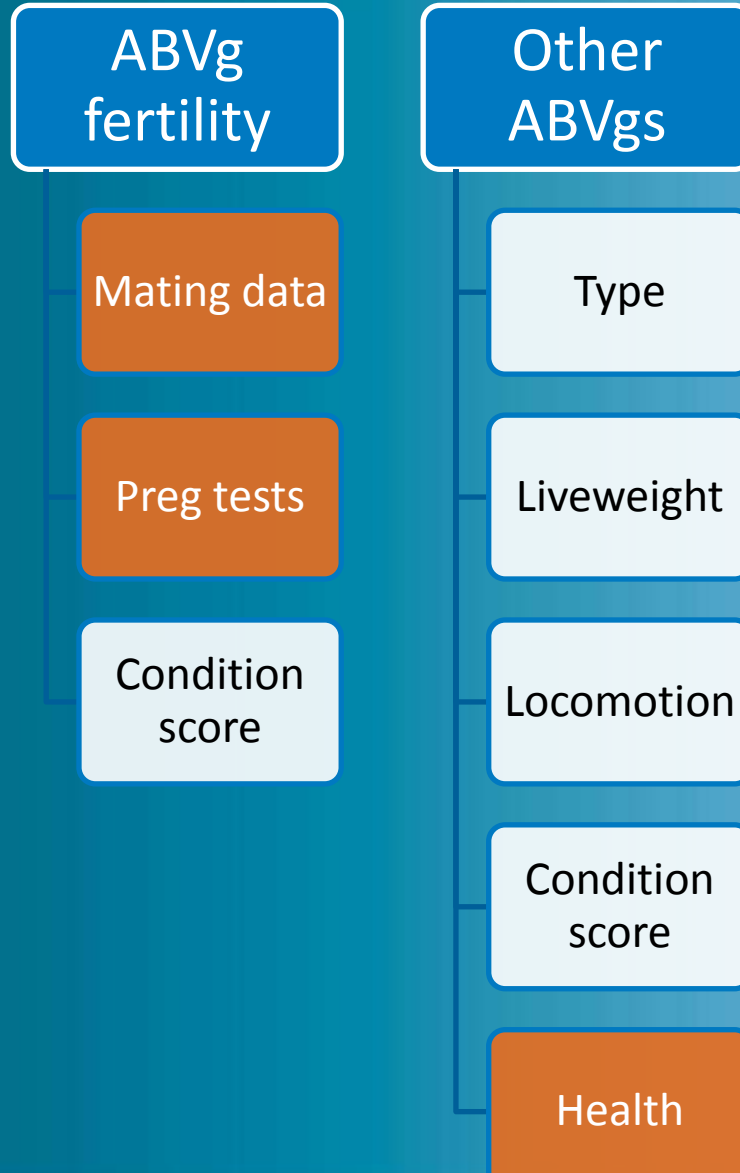 ABVg
fertility
Mating data
Preg tests
Condition
score
Other
ABVgs
Type
Liveweight
Locomotion
Condition
score
Health